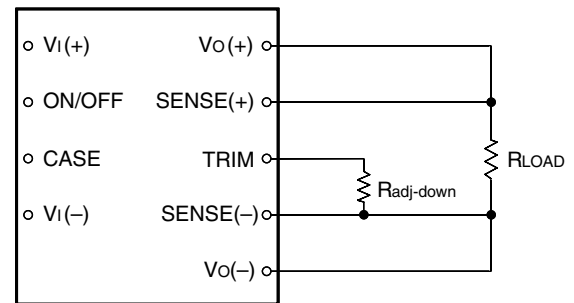 VI(+) VO(+)
ON/OFF SENSE(+)
CASE TRIM
RLOAD
Radj-down
VI(–) SENSE(–)
VO(–)